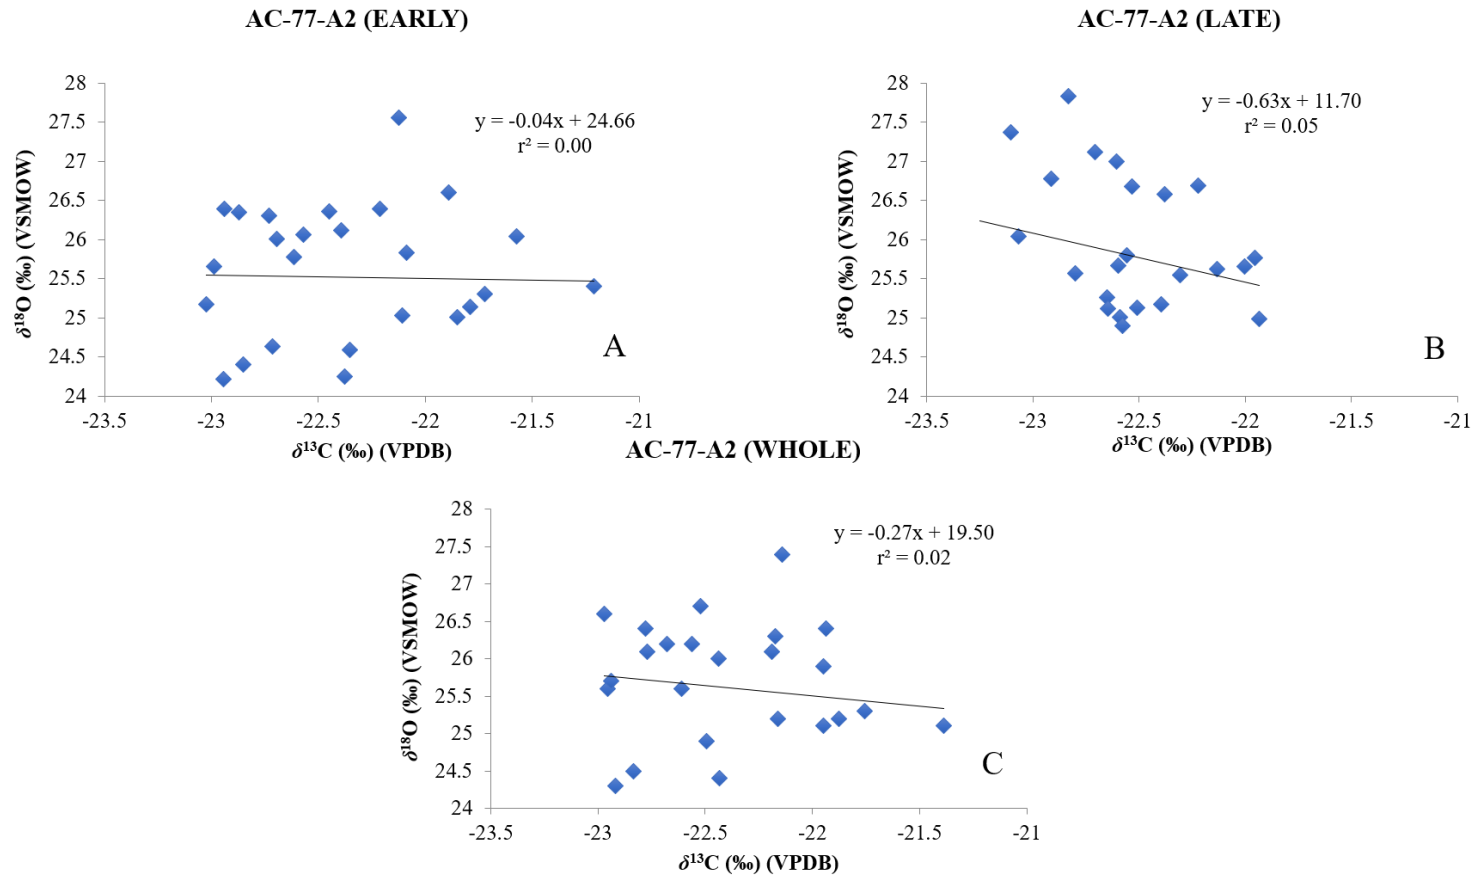 AC-77-A2 (EARLY)
28
27.5
27
26.5
26
25.5
25
24.5
24
δ¹⁸O (‰) (VSMOW)
y = -0.04x + 24.66
r² = 0.00
A
-23.5
-23
-22.5
-22
-21.5
-21
δ¹³C (‰) (VPDB)
AC-77-A2 (LATE)
28
27.5
27
26.5
26
25.5
25
24.5
24
δ¹⁸O (‰) (VSMOW)
y = -0.63x + 11.70
r² = 0.05
B
-23.5
-23
-22.5
-22
-21.5
-21
δ¹³C (‰) (VPDB)
AC-77-A2 (WHOLE)
28
27.5
27
26.5
26
25.5
25
24.5
24
δ¹⁸O (‰) (VSMOW)
y = -0.27x + 19.50
r² = 0.02
C
-23.5
-23
-22.5
-22
-21.5
-21
δ¹³C (‰) (VPDB)